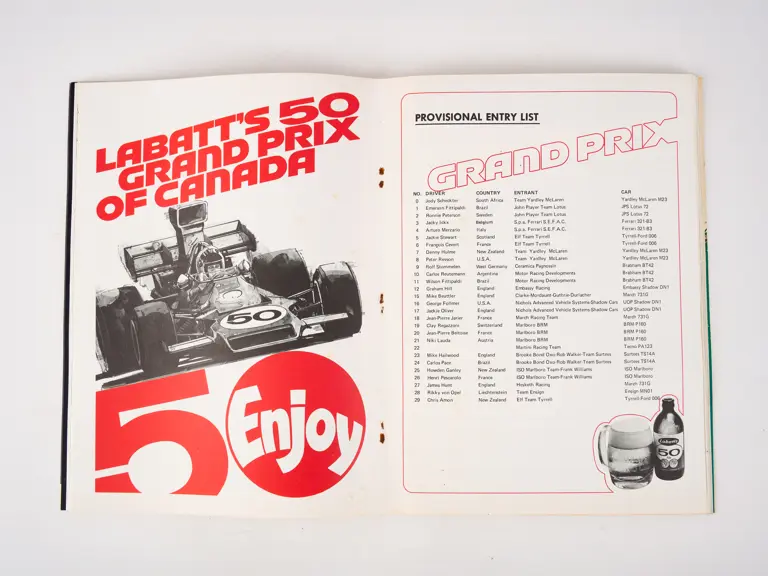 LABATT'S 50
GRAND PRIX
OF CANADA
50
50
Enjoy
PROVISIONAL ENTRY LIST
GRAND PRIX
NO. DRIVER COUNTRY ENTRANT CAR
0 Jody Scheckter South Africa Team Yardley McLaren Yardley McLaren M23
1 Emerson Fittipaldi Brazil John Player Team Lotus JPS Lotus 72
2 Ronnie Peterson Sweden John Player Team Lotus JPS Lotus 72
3 Jacky Ickx Belgium S.p.a. Ferrari S.E.F.A.C. Ferrari 321-B3
4 Arturo Merzario Italy S.p.a. Ferrari S.E.F.A.C. Ferrari 321-B3
5 Jackie Stewart Scotland Elf Team Tyrrell Tyrrell-Ford 006
6 Francois Cevert France Elf Team Tyrrell Tyrrell-Ford 006
7 Denny Hulme New Zealand Team Yardley McLaren Yardley McLaren M23
8 Peter Revson U.S.A. Team Yardley McLaren Yardley McLaren M23
9 Rolf Stommelen West Germany Ceramica Pagnossin Brabham BT42
10 Carlos Reutemann Argentina Motor Racing Developments Brabham BT42
11 Wilson Fittipaldi Brazil Motor Racing Developments Brabham BT42
12 Graham Hill England Embassy Racing Embassy Shadow DN1
15 Mike Beuttler England Clarke-Mordaunt-Guthrie-Durlacher March 731G
16 George Follmer U.S.A. Nichols Advanced Vehicle Systems Shadow Cars UOP Shadow DN1
17 Jackie Oliver England Nichols Advanced Vehicle Systems Shadow Cars UOP Shadow DN1
18 Jean-Pierre Jarier France March Racing Team March 731G
19 Clay Regazzoni Switzerland Marlboro BRM BRM P160
20 Jean-Pierre Beltoise France Marlboro BRM BRM P160
21 Niki Lauda Austria Marlboro BRM BRM P160
22 Martini Racing Team Tecno PA123
23 Mike Hailwood England Brooke Bond Oxo-Rob Walker-Team Surtees Surtees TS14A
24 Carlos Pace Brazil Brooke Bond Oxo-Rob Walker-Team Surtees Surtees TS14A
25 Howden Ganley New Zealand ISO Marlboro Team-Frank Williams ISO Marlboro
26 Henri Pescarolo France ISO Marlboro Team-Frank Williams ISO Marlboro
27 James Hunt England Hesketh Racing March 731G
28 Rikky von Opel Liechtenstein Team Ensign Ensign MN01
29 Chris Amon New Zealand Elf Team Tyrrell Tyrrell-Ford 006
Labatt's
50